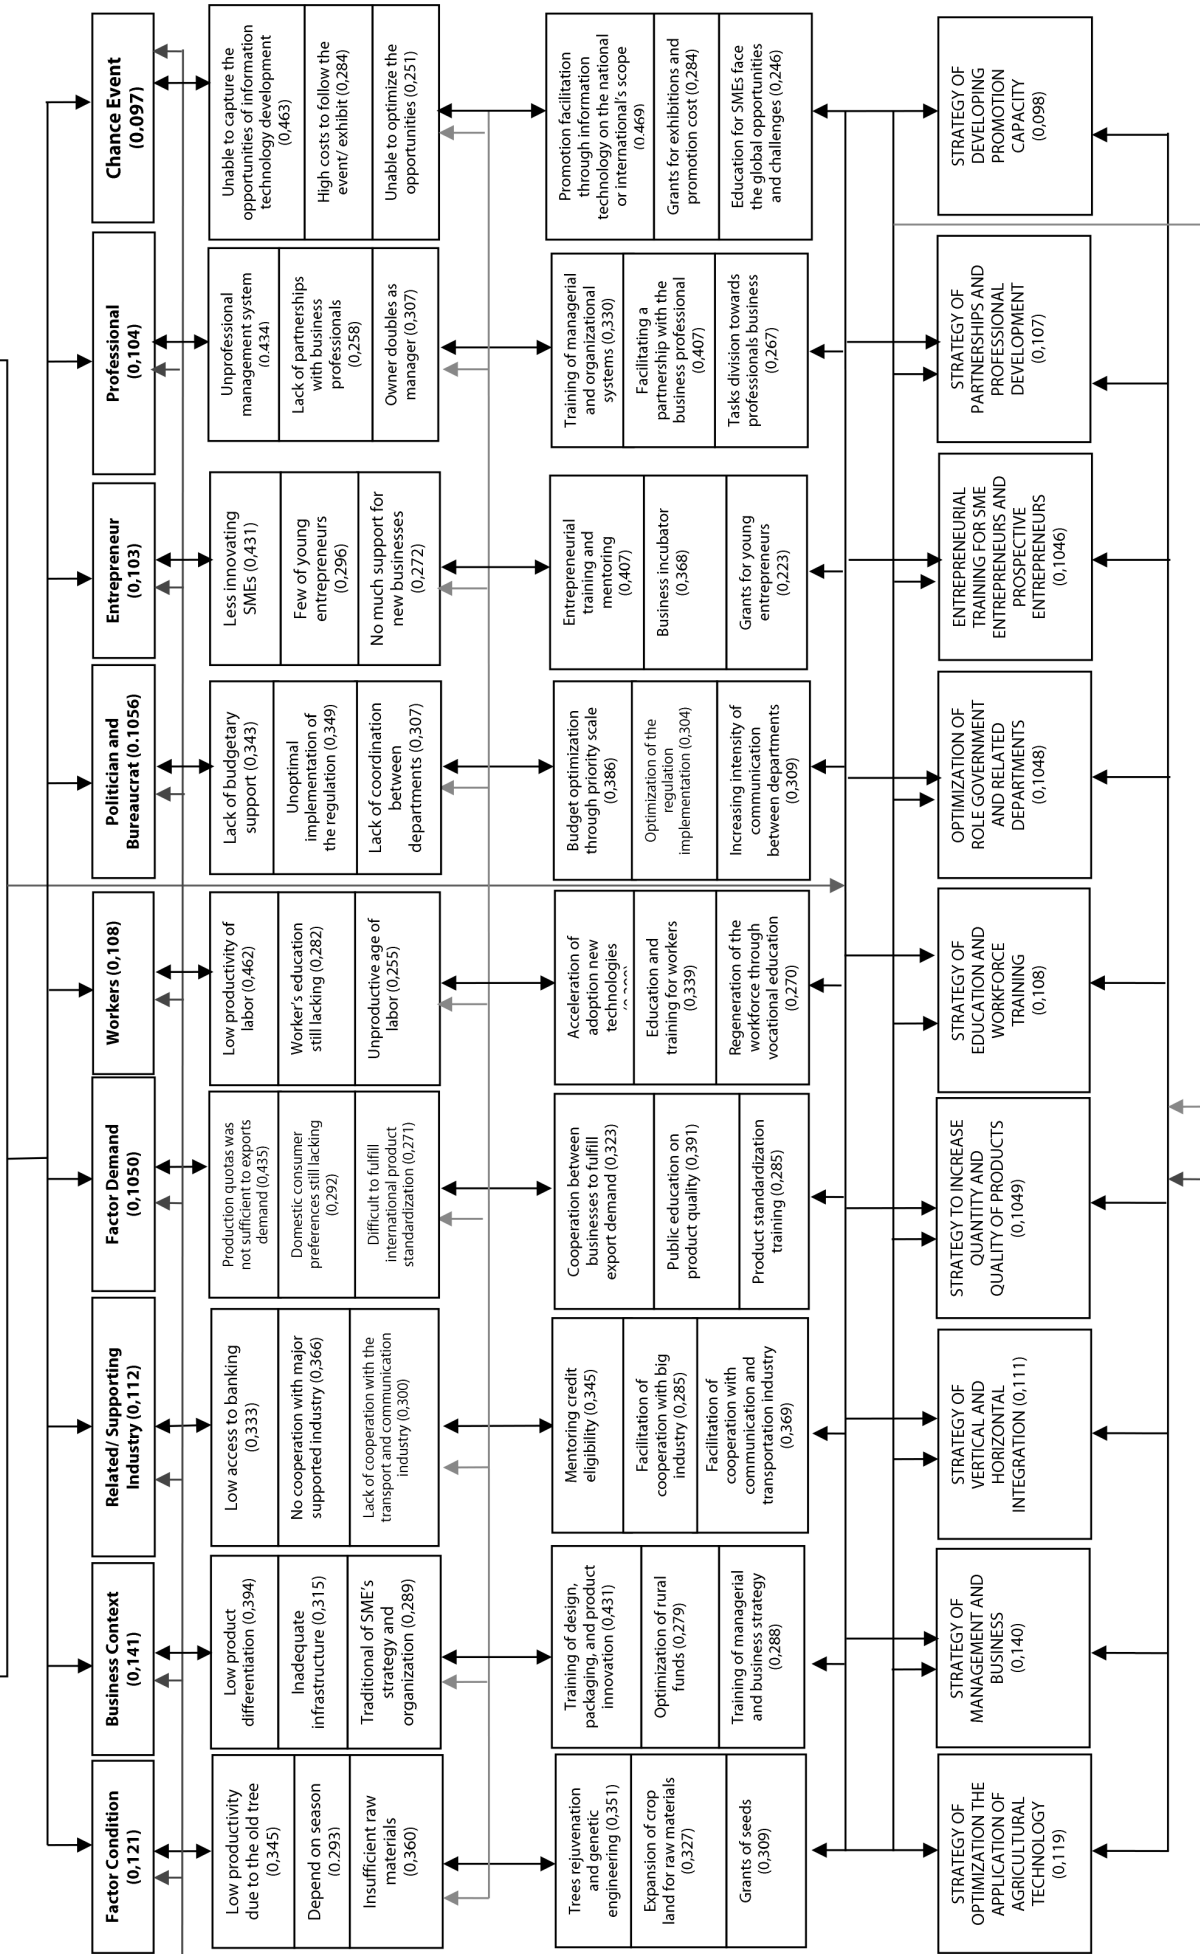 Factor Condition
(0,121)
Business Context
(0,141)
Related/ Supporting
Industry (0,112)
Factor Demand
(0,1050)
Workers (0,108)
Politician and
Bureaucrat (0.1056)
Entrepreneur
(0,103)
Professional
(0,104)
Chance Event
(0.097)
Low productivity
due to the old tree
(0,345)
Depend on season
(0.293)
Insufficient raw
materials
(0,360)
Low product
differentiation (0,394)
Inadequate
infrastructure (0,315)
Traditional of SME's
strategy and
organization (0,289)
Low access to banking
(0,333)
No cooperation with major
supported industry (0,366)
Lack of cooperation with the
transport and communication
industry (0,300)
Production quotas was
not sufficient to exports
demand (0,435)
Domestic consumer
preferences still lacking
(0,292)
Difficult to fulfill
international product
standardization (0,271)
Low productivity of
labor (0,462)
Worker's education
still lacking (0,282)
Unproductive age of
labor (0,255)
Lack of budgetary
support (0,343)
Unoptimal
implementation of
the regulation (0,349)
Lack of coordination
between
departments (0,307)
Less innovating
SMEs (0,431)
Few of young
entrepreneurs
(0,296)
No much support for
new businesses
(0,272)
Unprofessional
management system
(0.434)
Lack of partnerships
with business
professionals
(0,258)
Owner doubles as
manager (0,307)
Unable to capture the
opportunities of information
technology development
(0,463)
High costs to follow the
event/ exhibit (0,284)
Unable to optimize the
opportunities (0,251)
Trees rejuvenation
and genetic
engineering (0,351)
Expansion of crop
land for raw materials
(0,327)
Grants of seeds
(0,309)
Training of design,
packaging, and product
innovation (0,431)
Optimization of rural
funds (0,279)
Training of managerial
and business strategy
(0,288)
Mentoring credit
eligibility (0,345)
Facilitation of
cooperation with big
industry (0,285)
Facilitation of
cooperation with
communication and
transportation industry
(0,369)
Cooperation between
businesses to fulfill
export demand (0,323)
Public education on
product quality (0,391)
Product standardization
training (0,285)
Acceleration of
adoption new
technologies
Education and
training for workers
(0,339)
Regeneration of the
workforce through
vocational education
(0,270)
Budget optimization
through priority scale
(0,386)
Optimization of the
regulation
implementation (0,304)
Increasing intensity of
communication
between departments
(0,309)
Entrepreneurial
training and
mentoring
(0,407)
Business incubator
(0,368)
Grants for young
entrepreneurs
(0,223)
Training of managerial
and organizational
systems (0,330)
Facilitating a
partnership with the
business professional
(0,407)
Tasks division towards
professionals business
(0,267)
Promotion facilitation
through information
technology on the national
or international's scope
(0.469)
Grants for exhibitions and
promotion cost (0,284)
Education for SMEs face
the global opportunities
and challenges (0,246)
STRATEGY OF
OPTIMIZATION THE
APPLICATION OF
AGRICULTURAL
TECHNOLOGY
(0,119)
STRATEGY OF
MANAGEMENT AND
BUSINESS
(0,140)
STRATEGY OF
VERTICAL AND
HORIZONTAL
INTEGRATION (0,111)
STRATEGY TO INCREASE
QUANTITY AND
QUALITY OF PRODUCTS
(0,1049)
STRATEGY OF
EDUCATION AND
WORKFORCE
TRAINING
(0,108)
OPTIMIZATION OF
ROLE GOVERNMENT
AND RELATED
DEPARTMENTS
(0,1048)
ENTREPRENEURIAL
TRAINING FOR SME
ENTREPRENEURS AND
PROSPECTIVE
ENTREPRENEURS
(0,1046)
STRATEGY OF
PARTNERSHIPS AND
PROFESSIONAL
DEVELOPMENT
(0,107)
STRATEGY OF
DEVELOPING
PROMOTION
CAPACITY
(0,098)